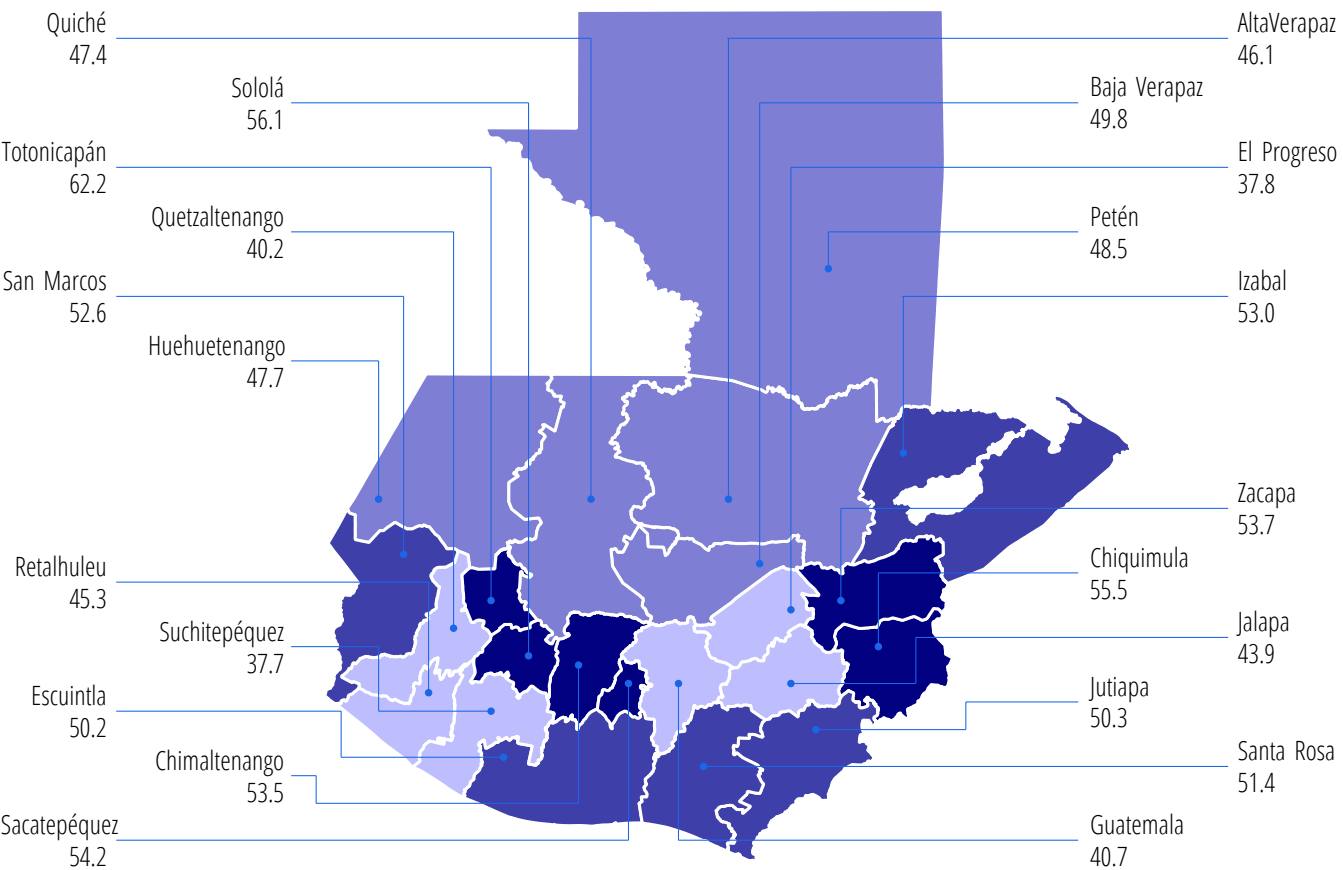 Quiché
47.4
Sololá
56.1
Totonicapán
62.2
Quetzaltenango
40.2
San Marcos
52.6
Huehuetenango
47.7
Retalhuleu
45.3
Suchitepéquez
37.7
Escuintla
50.2
Chimaltenango
53.5
Sacatepéquez
54.2
AltaVerapaz
46.1
Baja Verapaz
49.8
El Progreso
37.8
Petén
48.5
Izabal
53.0
Zacapa
53.7
Chiquimula
55.5
Jalapa
43.9
Jutiapa
50.3
Santa Rosa
51.4
Guatemala
40.7